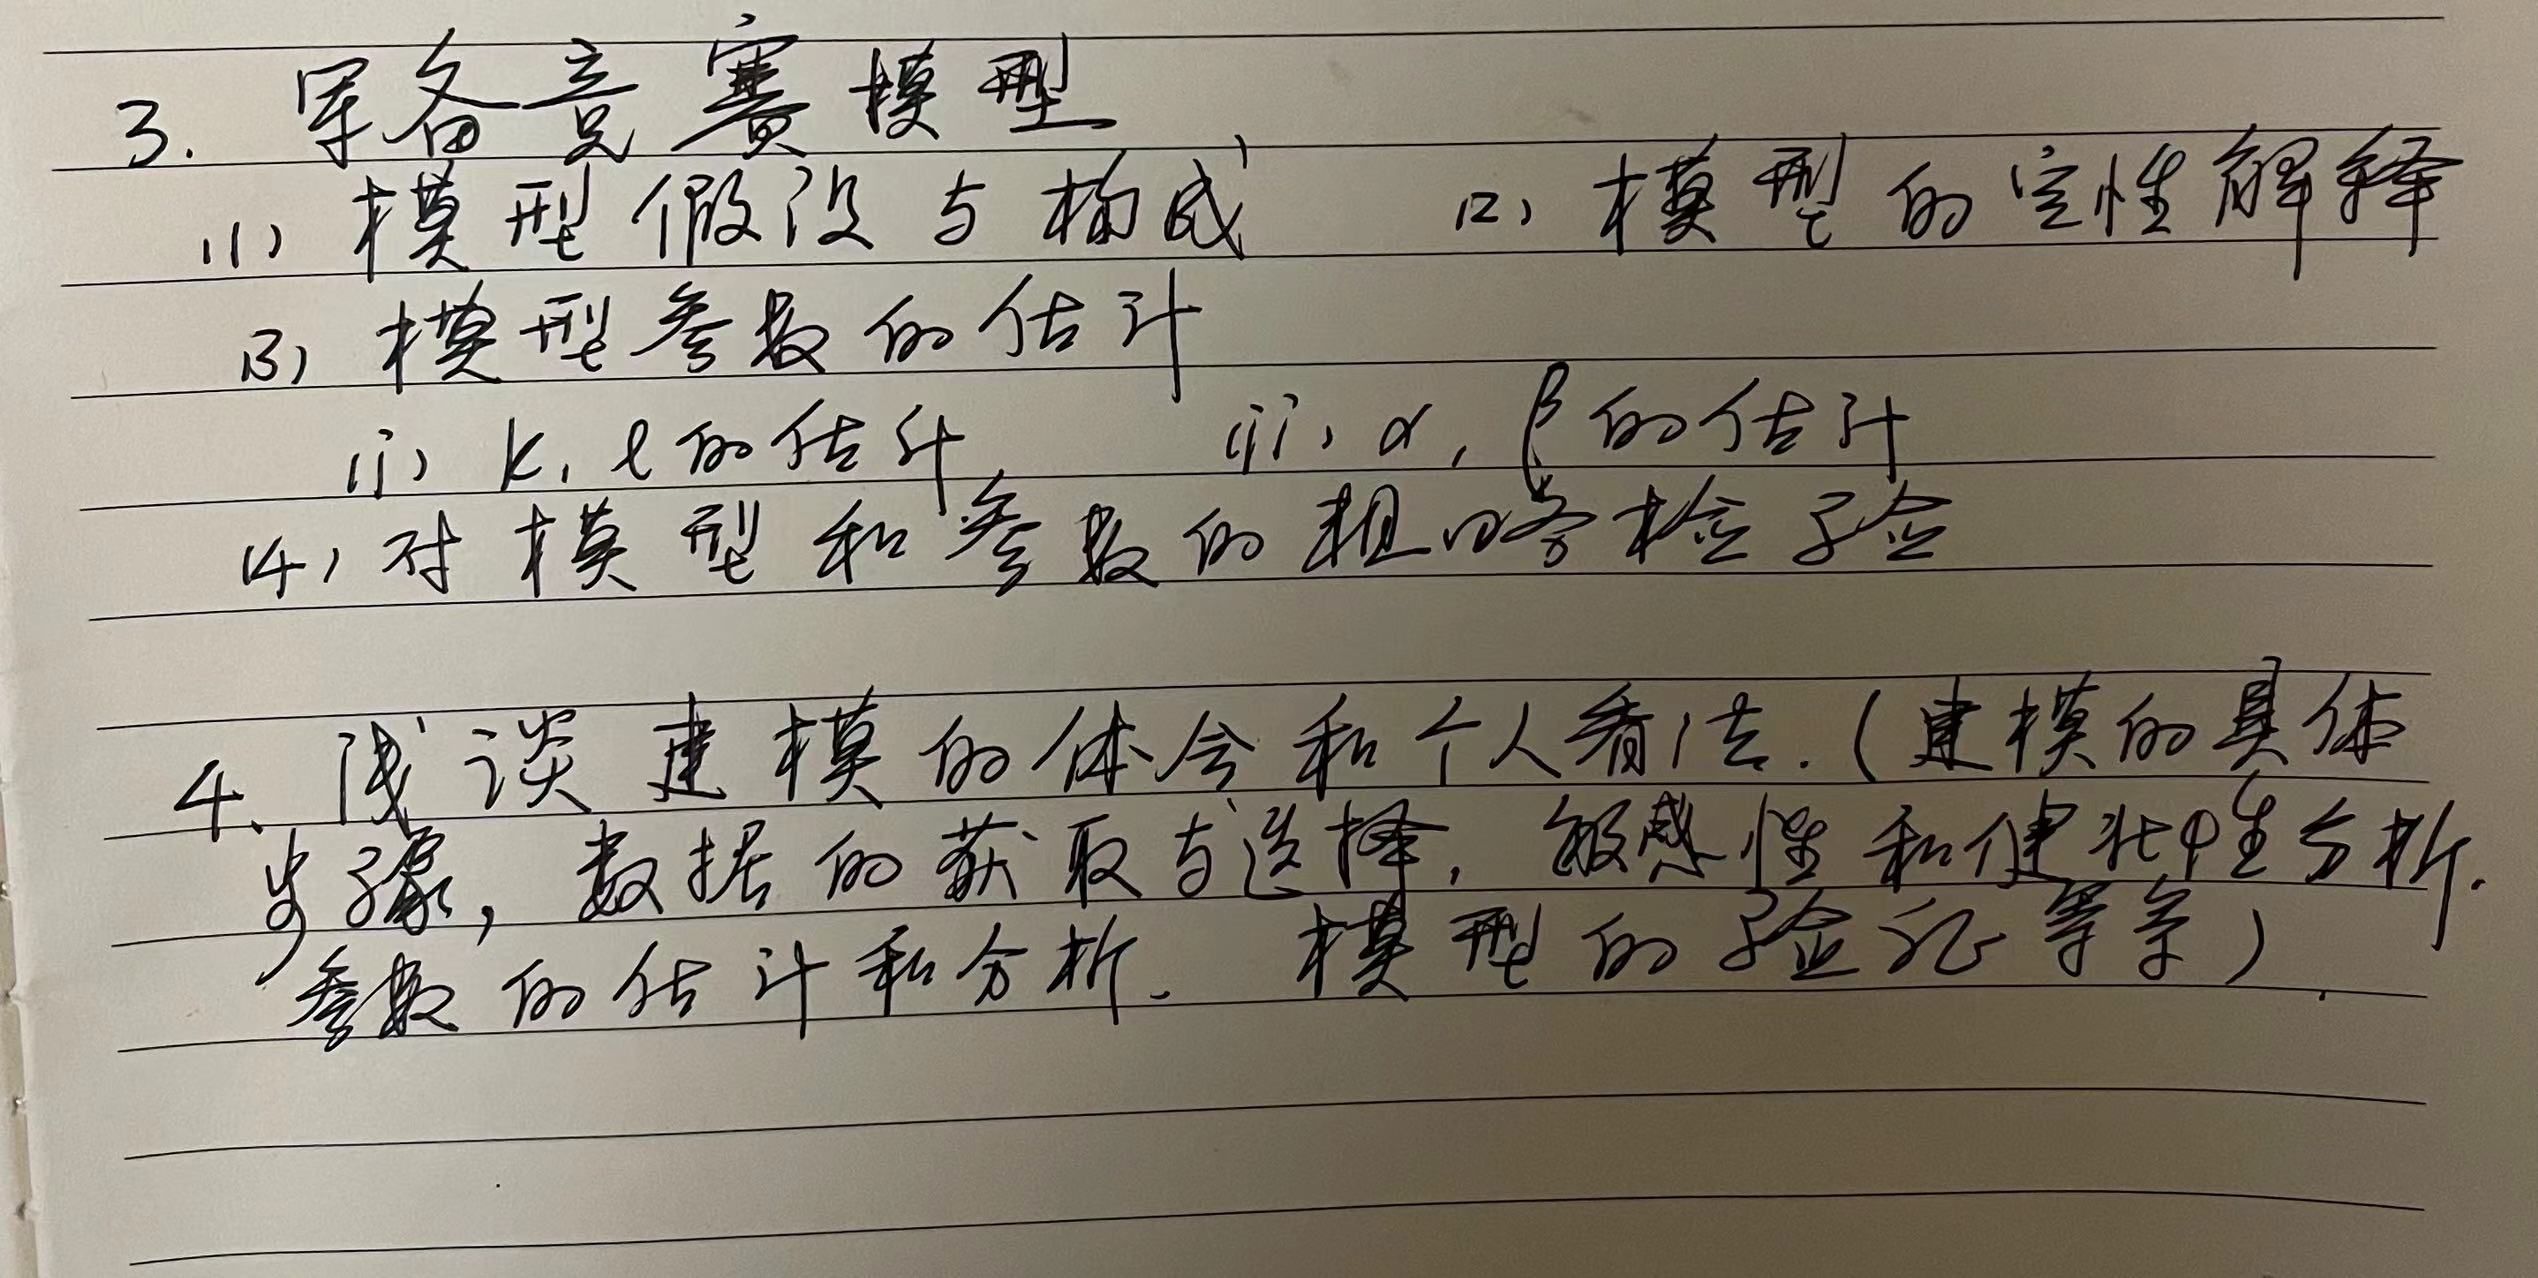 3. 军备竞赛模型
(1) 模型假设与构成 (2) 模型的定性解释
(3) 模型参数的估计
(i) k, l的估计 (ii) α, β的估计
(4) 对模型和参数的粗略检验
4. 浅谈建模的体会和个人看法. (建模的具体
步骤, 数据的获取与选择, 敏感性和健壮性分析.
参数的估计和分析. 模型的验证等等).